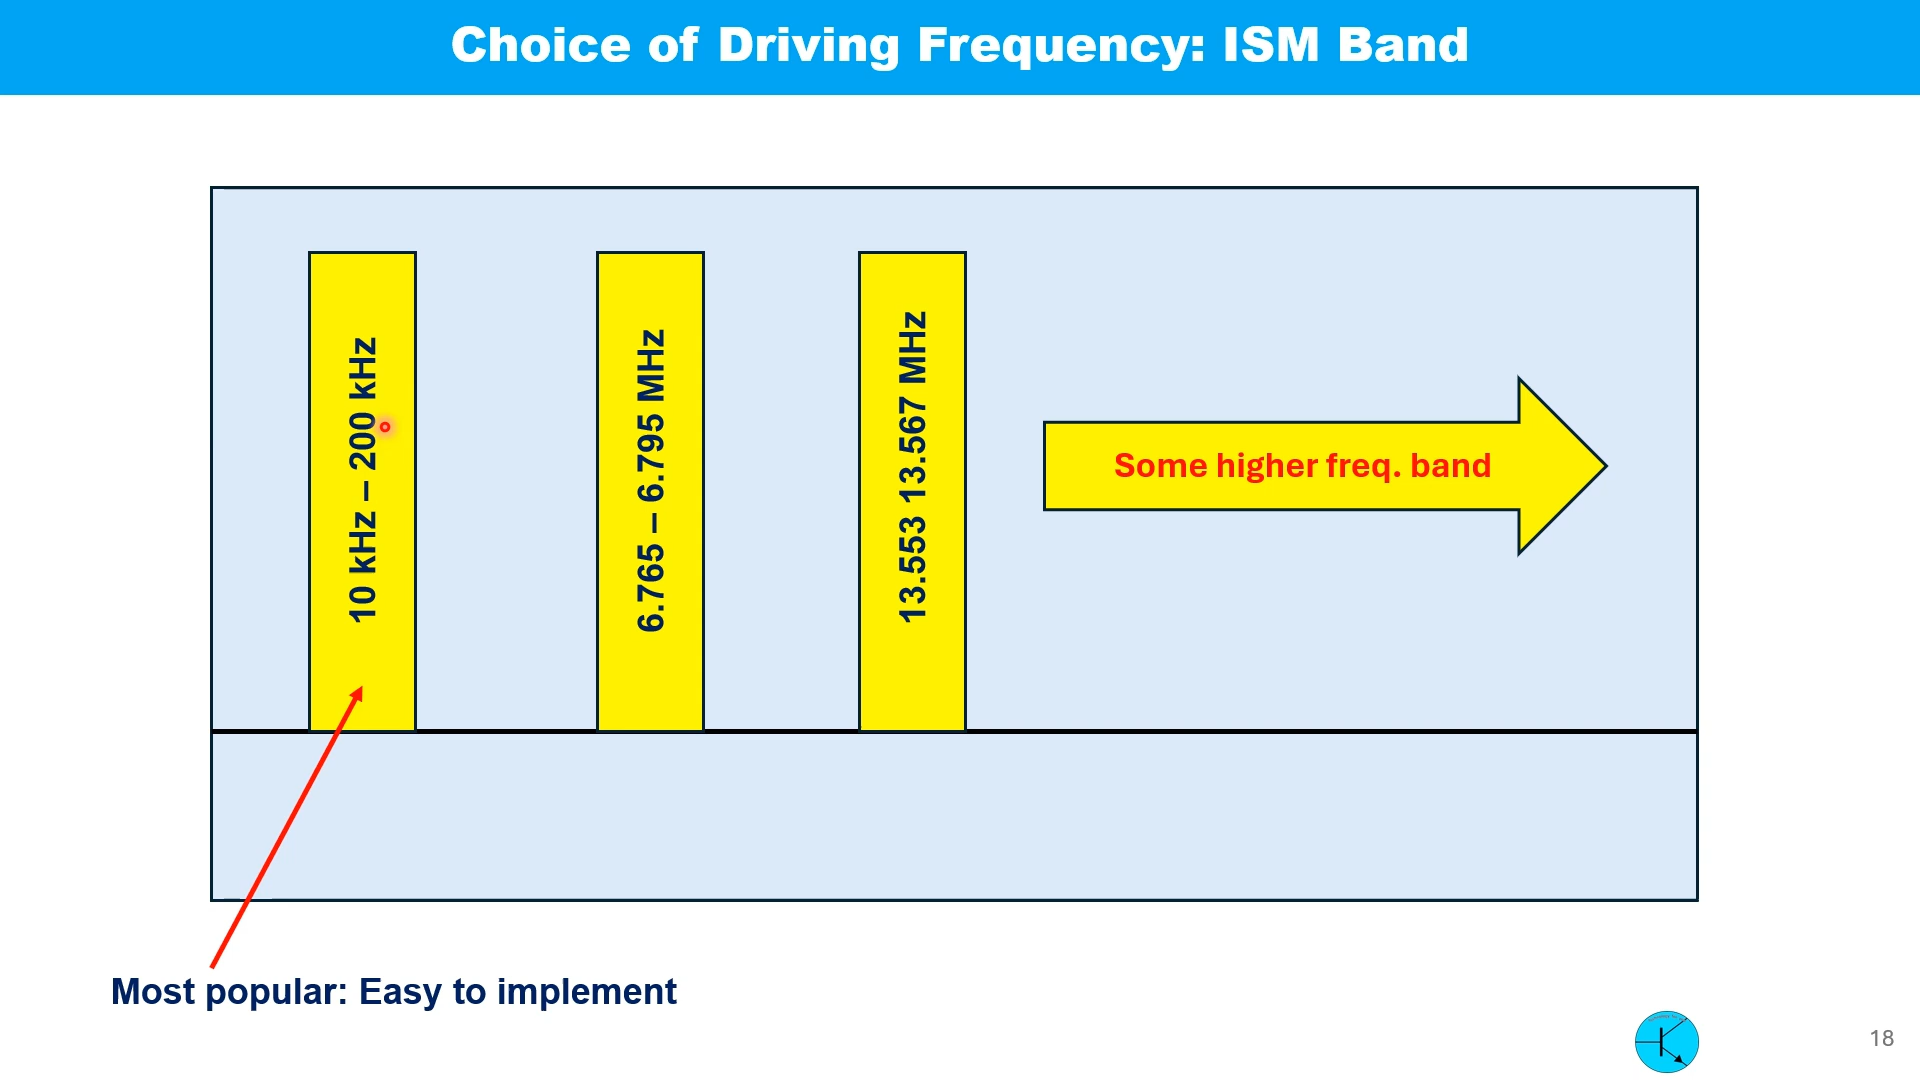 Choice of Driving Frequency: ISM Band
10 kHz – 200 kHz
6.765 – 6.795 MHz
13.553 13.567 MHz
Some higher freq. band
Most popular: Easy to implement
18